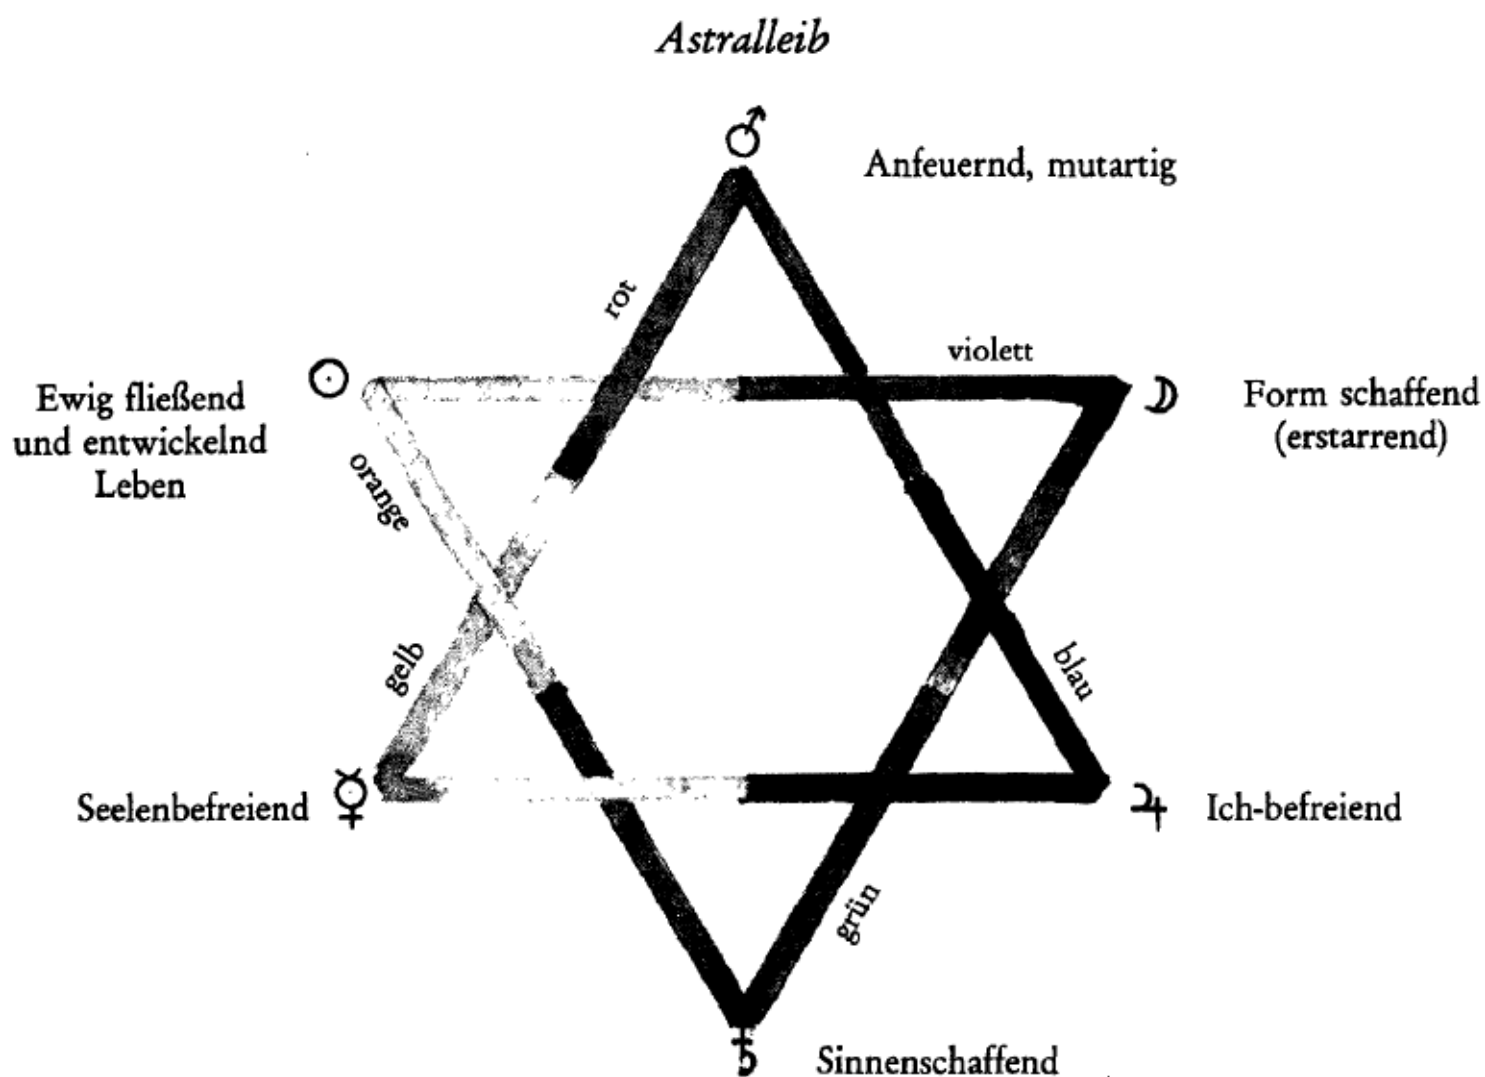 Astralleib
♂
Anfeuernd, mutartig
rot
violett
☉
Ewig fließend
und entwickelnd
Leben
☽
Form schaffend
(erstarrend)
orange
gelb
blau
Seelenbefreiend ☿
♃ Ich-befreiend
grün
♄ Sinnenschaffend